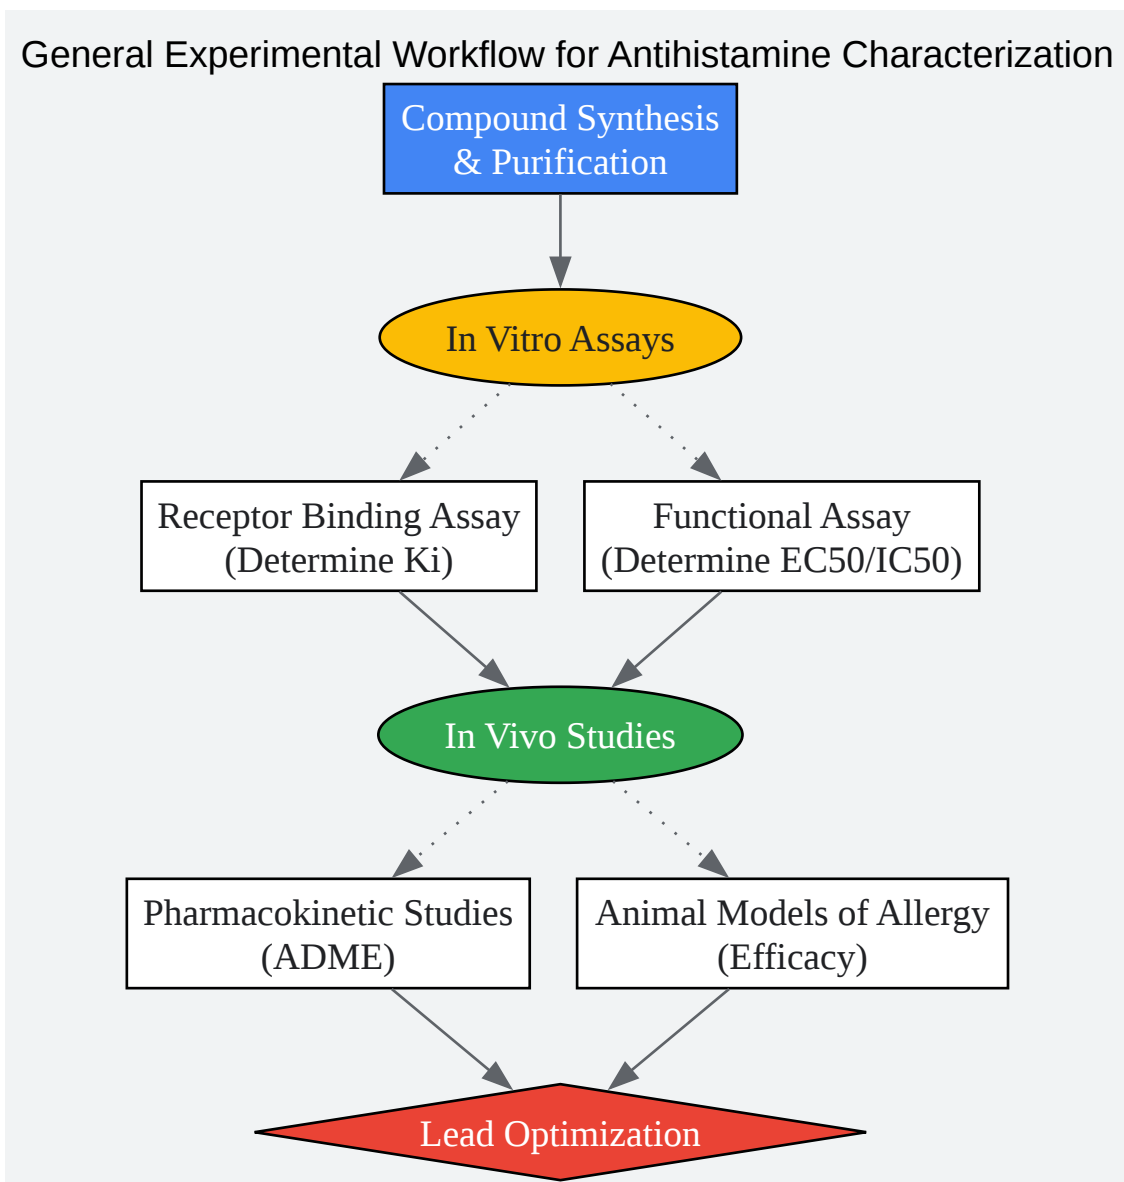 General Experimental Workflow for Antihistamine Characterization
Compound Synthesis
& Purification
In Vitro Assays
Receptor Binding Assay
(Determine Ki)
Functional Assay
(Determine EC50/IC50)
In Vivo Studies
Pharmacokinetic Studies
(ADME)
Animal Models of Allergy
(Efficacy)
Lead Optimization